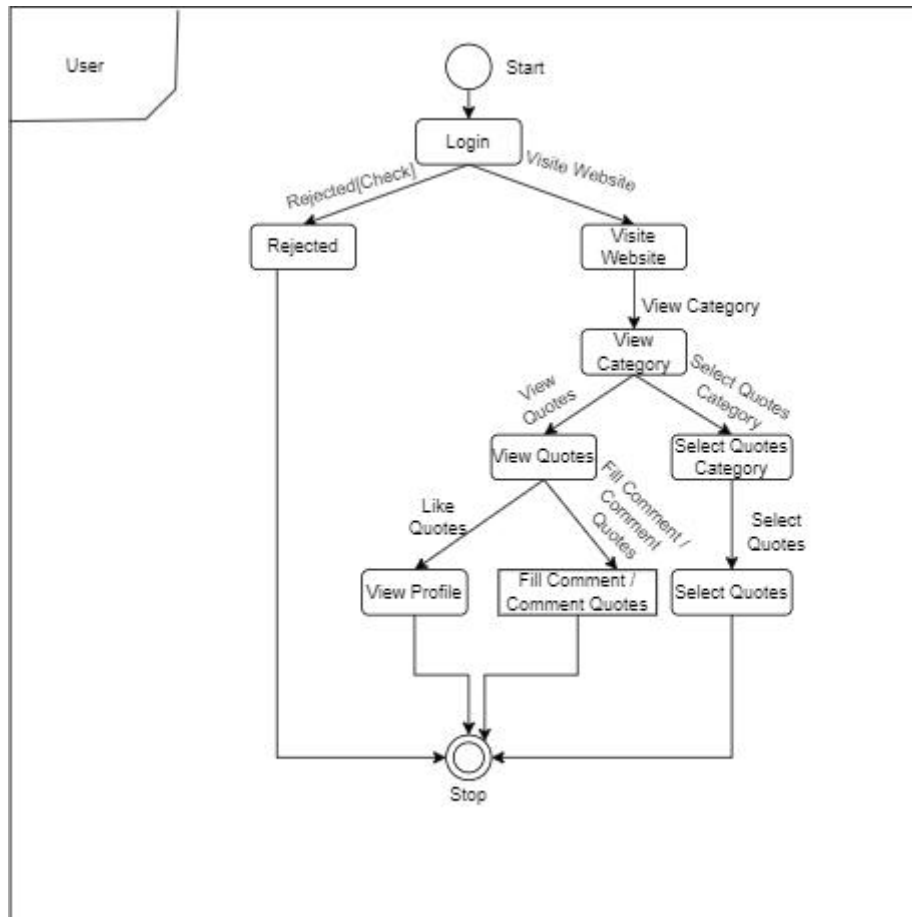 User
Start
Login
Rejected[Check]
Visite Website
Rejected
Visite
Website
View Category
View
Category
View
Quotes
Select Quotes
Category
View Quotes
Select Quotes
Category
Like
Quotes
Fill Comment /
Comment
Quotes
Select
Quotes
View Profile
Fill Comment /
Comment Quotes
Select Quotes
Stop